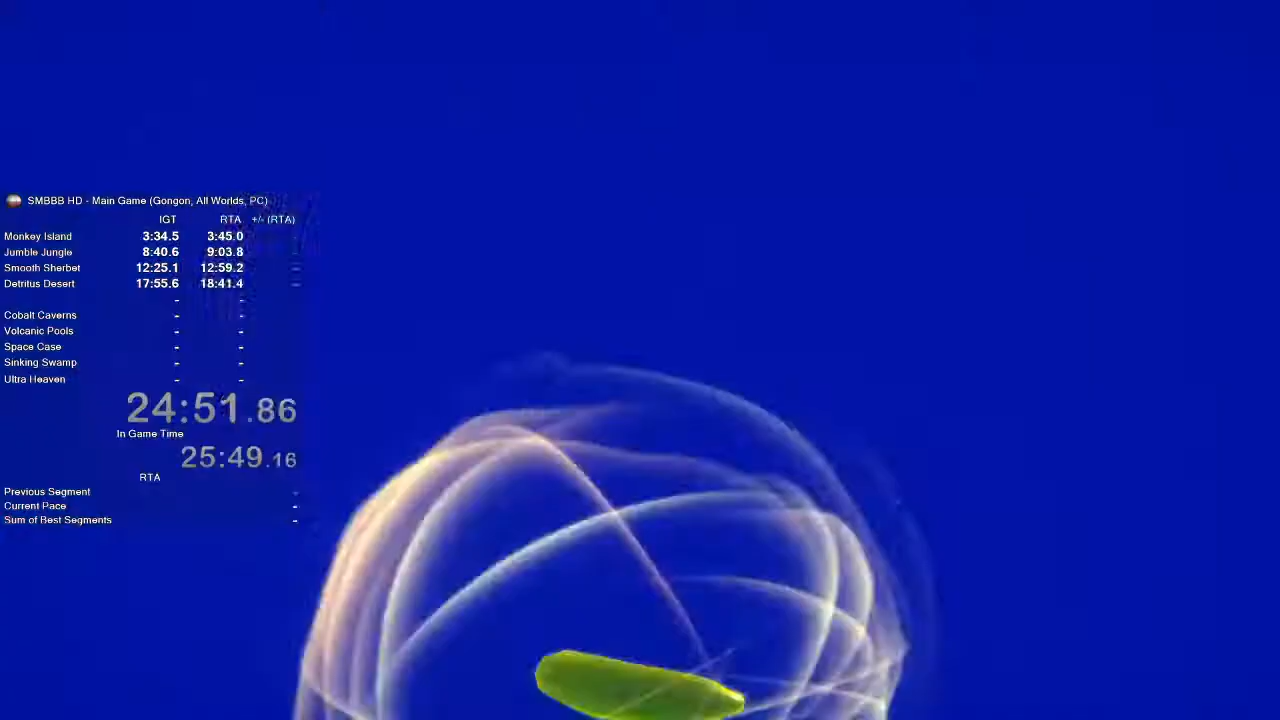 SMBBB HD - Main Game (Gongon, All Worlds, PC)
IGT RTA +/- (RTA)
Monkey Island 3:34.5 3:45.0
Jumble Jungle 8:40.6 9:03.8 -
Smooth Sherbet 12:25.1 12:59.2 -
Detritus Desert 17:55.6 18:41.4 -
- -
Cobalt Caverns - -
Volcanic Pools - -
Space Case - -
Sinking Swamp - -
Ultra Heaven - -
24:51.86
In Game Time
25:49.16
RTA
Previous Segment -
Current Pace -
Sum of Best Segments -